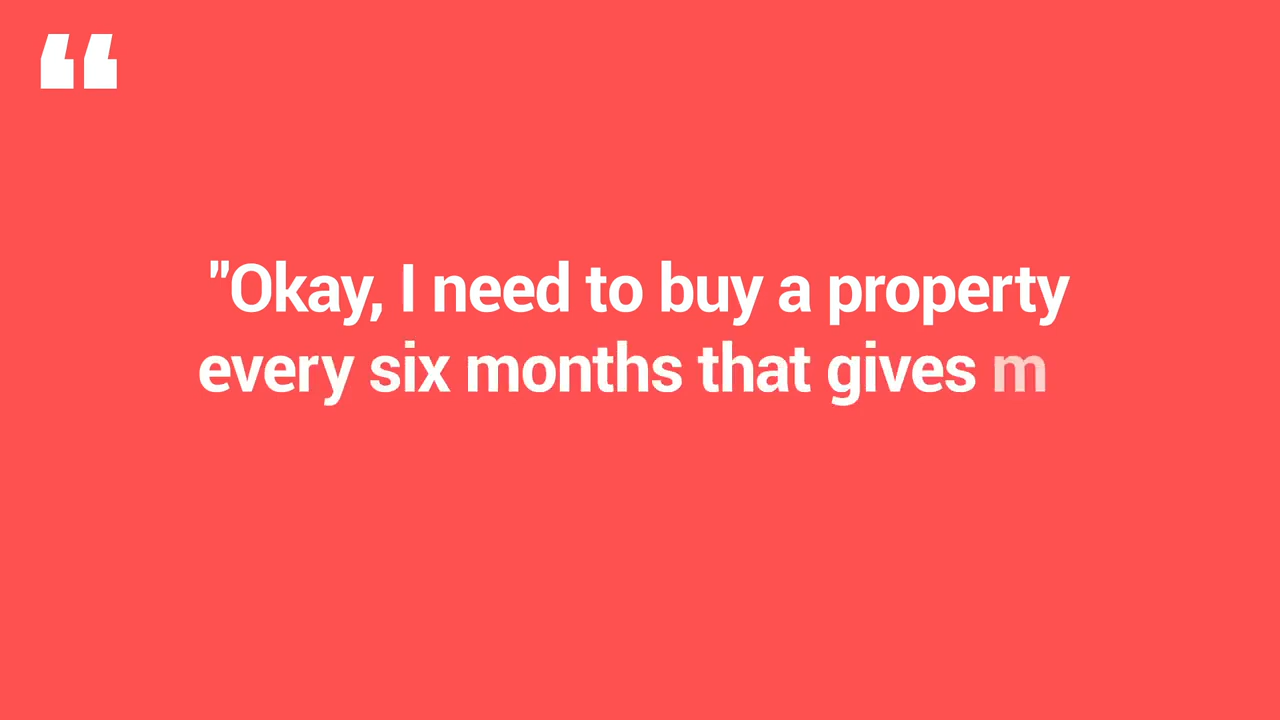 “
"Okay, I need to buy a property
every six months that gives m